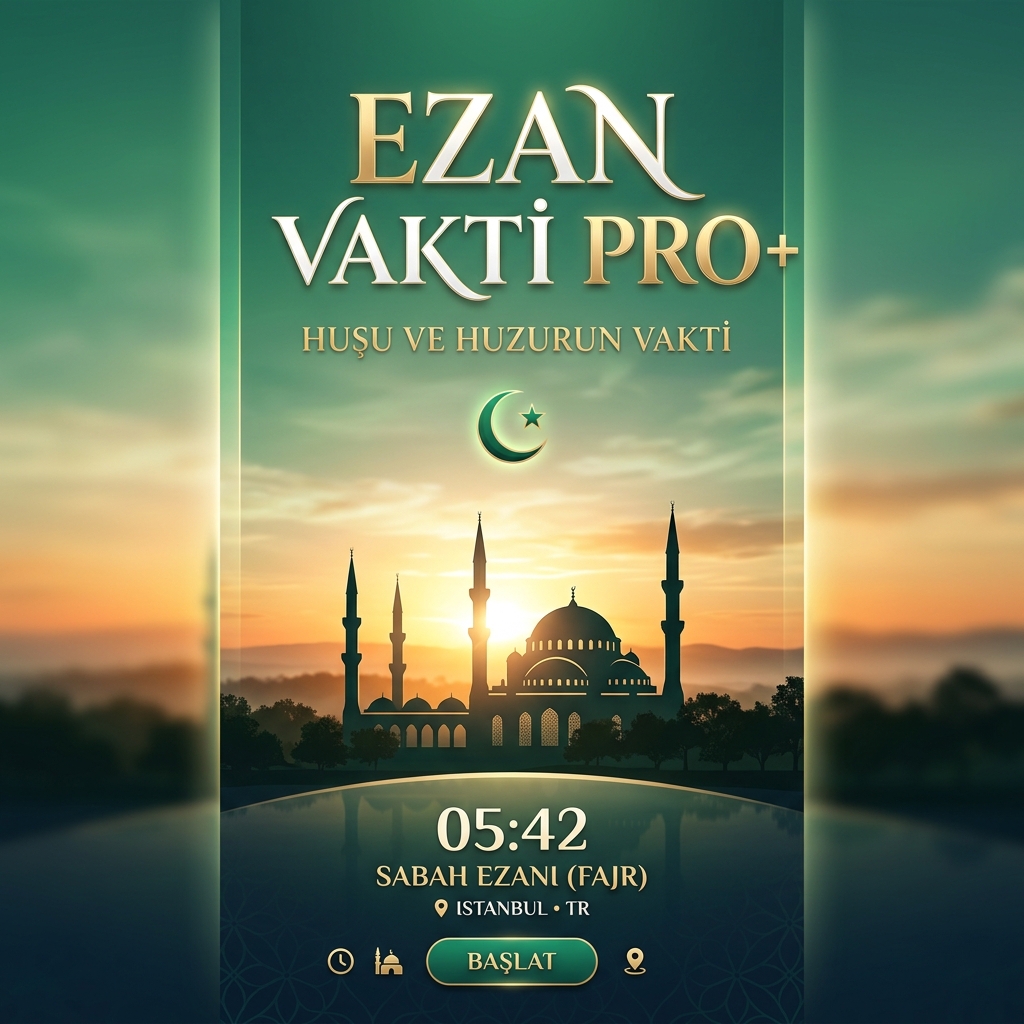 EZAN
VAKTİ PRO+
HUŞU VE HUZURUN VAKTİ
05:42
SABAH EZANI (FAJR)
ISTANBUL • TR
BAŞLAT